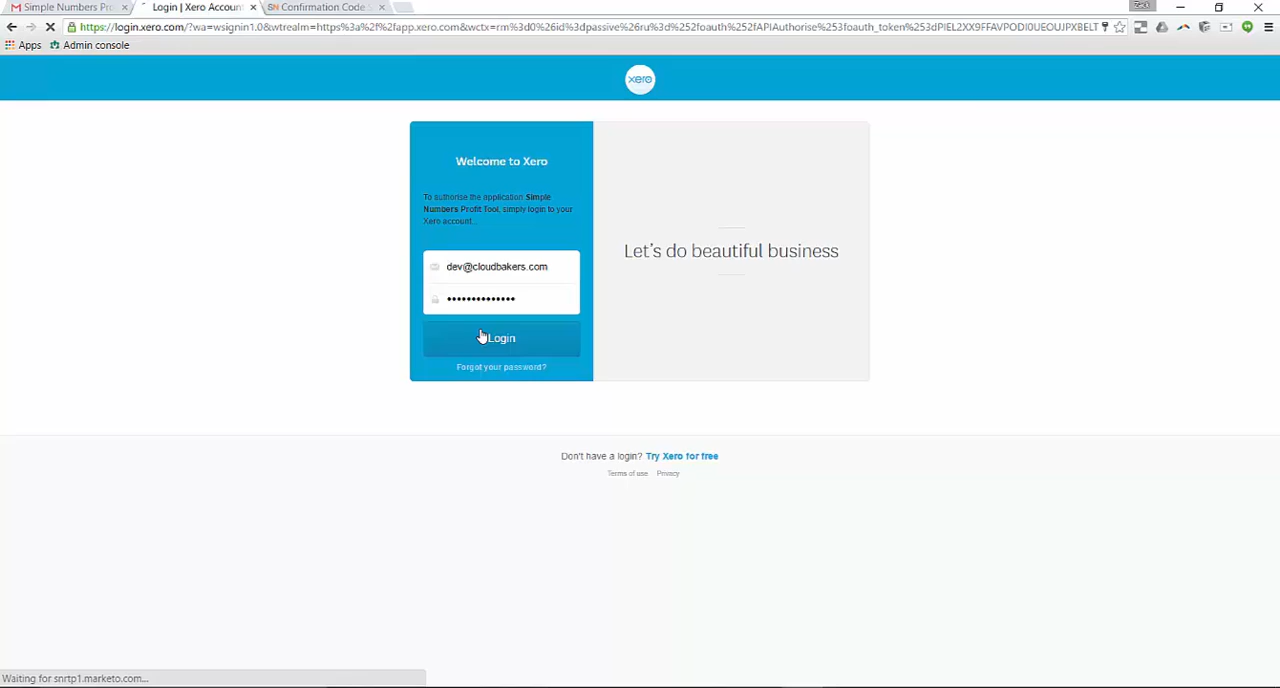 Simple Numbers Pro
Login | Xero Accoun
Confirmation Code S
https://login.xero.com/?wa=wsignin1.0&wtrealm=https%3a%2f%2fapp.xero.com&wctx=rm%3d0%26id%3dpassive%26ru%3d%252foauth%252fAPIAuthorise%253foauth_token%253dPIEL2XX9FFAVPODI0UEOUJPXBELT
Apps
Admin console
xero
Welcome to Xero
To authorise the application Simple
Numbers Profit Tool, simply login to your
Xero account...
dev@cloudbakers.com
Login
Forgot your password?
Let's do beautiful business
Don't have a login? Try Xero for free
Terms of use Privacy
Waiting for snrtp1.marketo.com...